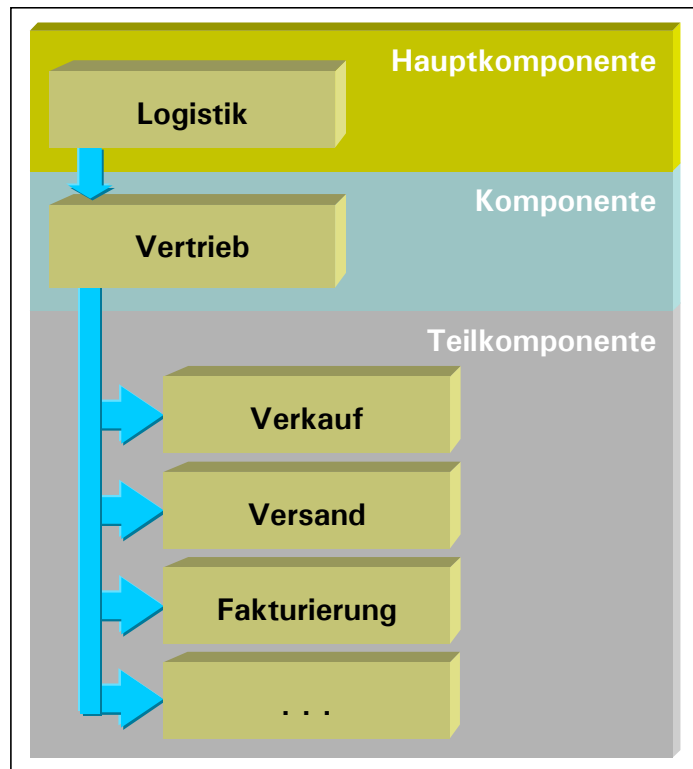 Hauptkomponente
Logistik
Komponente
Vertrieb
Teilkomponente
Verkauf
Versand
Fakturierung
. . .